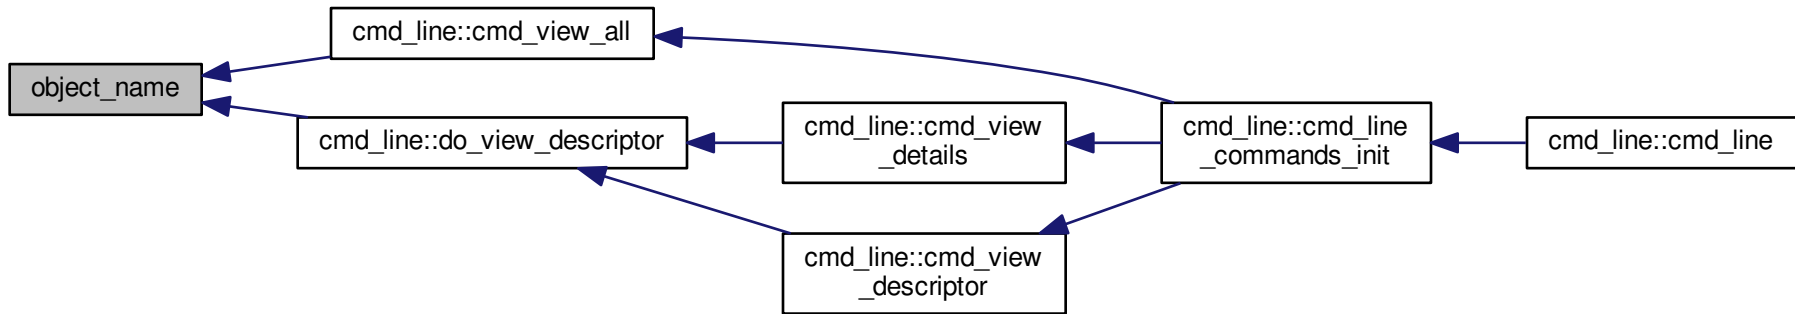 object_name
cmd_line::cmd_view_all
cmd_line::do_view_descriptor
cmd_line::cmd_view
_details
cmd_line::cmd_view
_descriptor
cmd_line::cmd_line
_commands_init
cmd_line::cmd_line